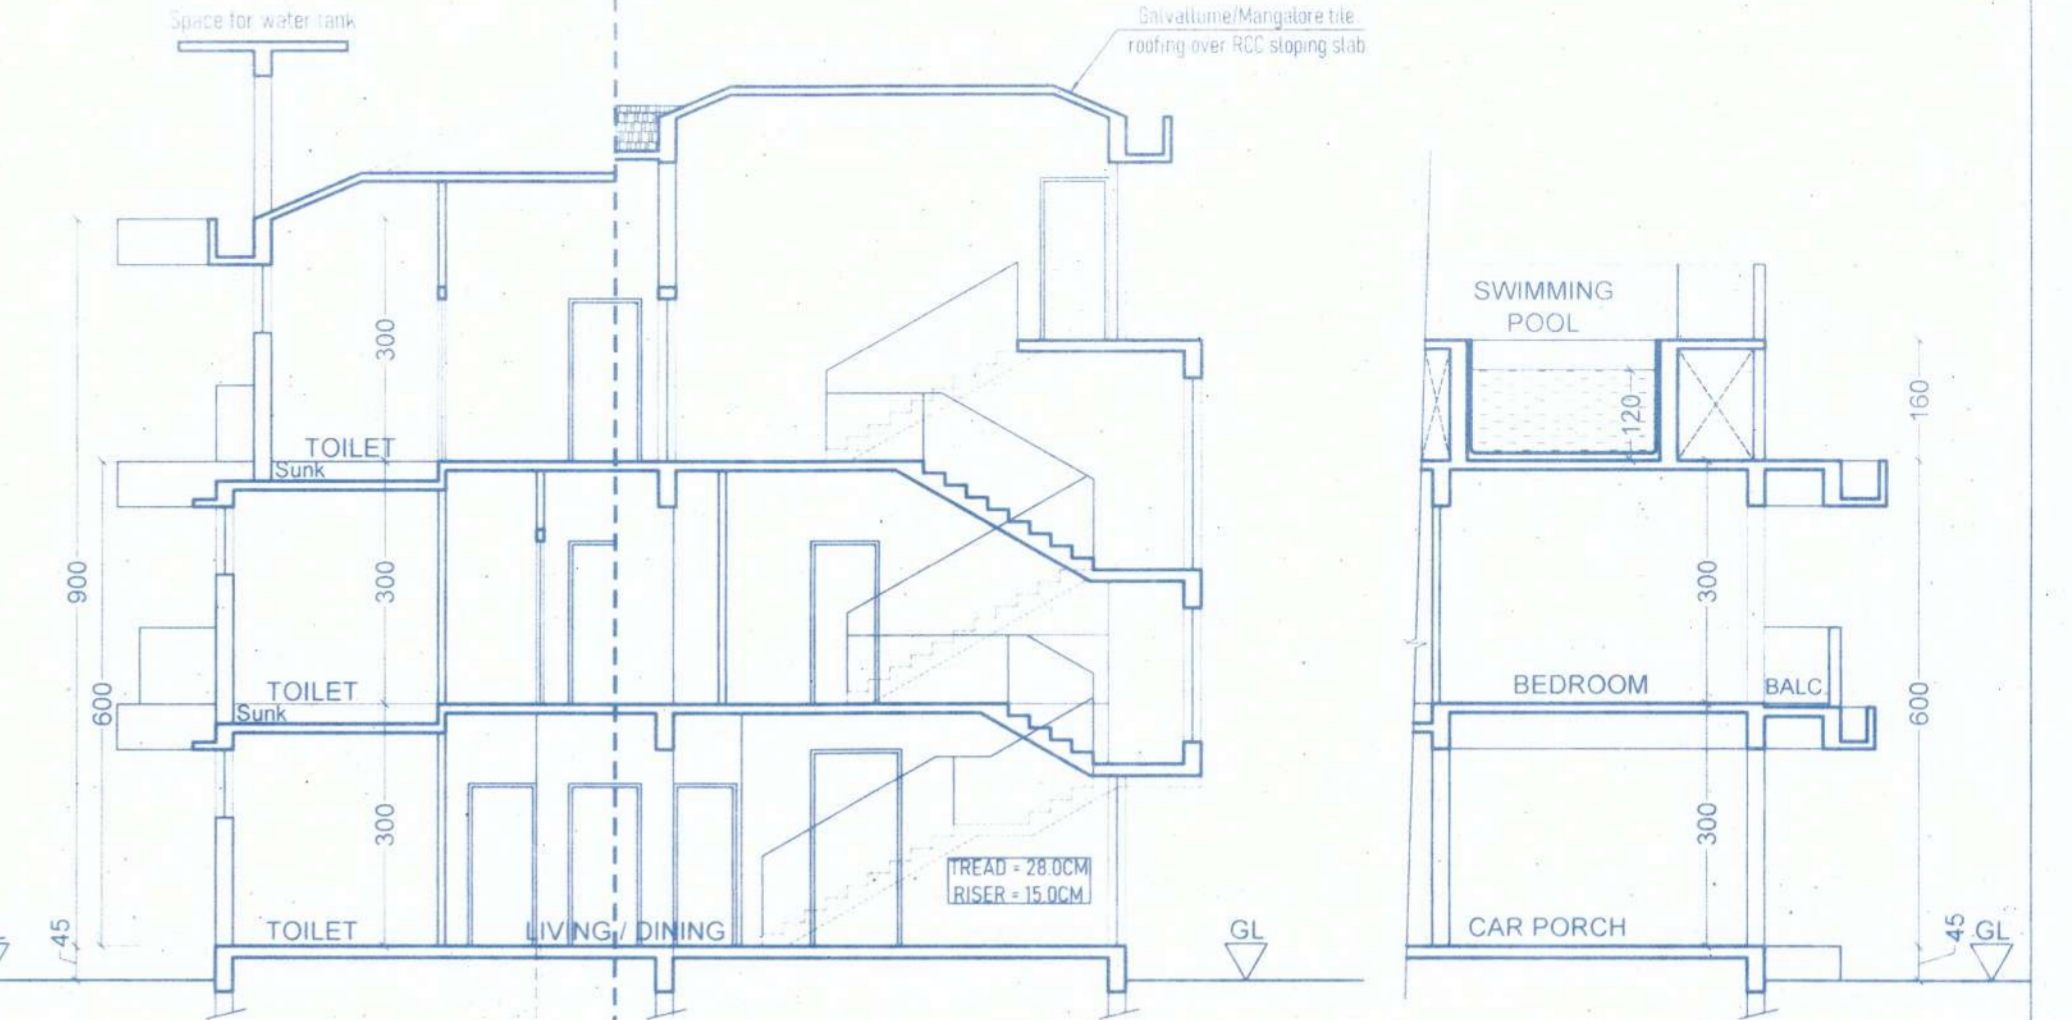 Space for water tank
Galvallume/Mangalore tile
roofing over RCC sloping slab
300
TOILET
Sunk
900
600
300
TOILET
Sunk
300
45
TOILET
LIVING / DINING
TREAD = 28.0CM
RISER = 15.0CM
GL
SWIMMING
POOL
120
160
300
BEDROOM
BALC.
600
300
CAR PORCH
45
GL